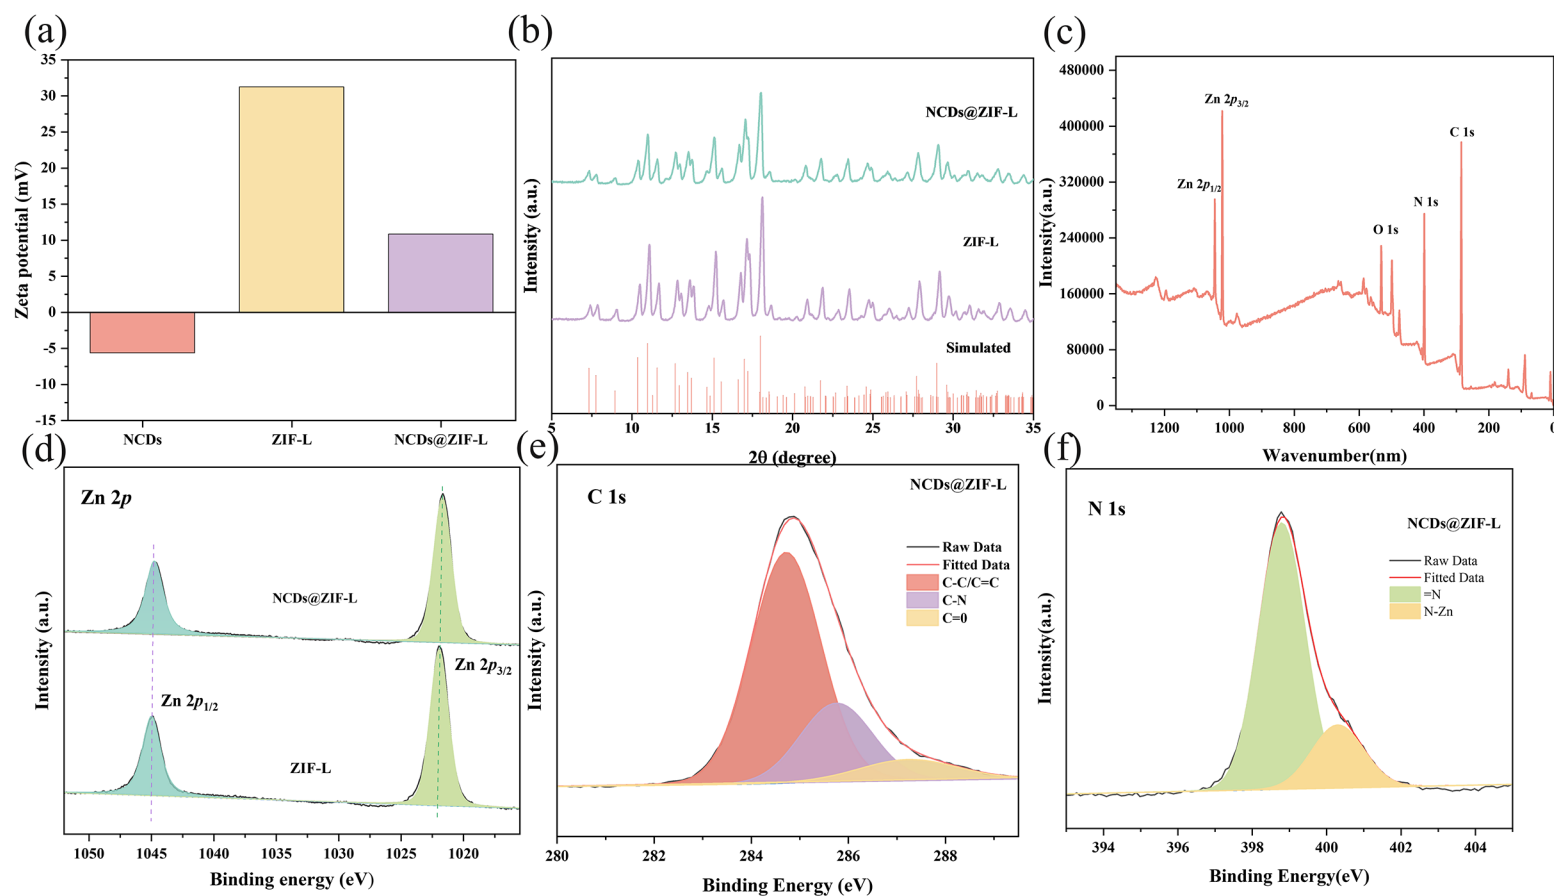 (a)
35
30
25
20
15
10
5
0
-5
-10
-15
Zeta potential (mV)
NCDs
ZIF-L
NCDs@ZIF-L
(b)
NCDs@ZIF-L
ZIF-L
Simulated
Intensity (a.u.)
5
10
15
20
25
30
35
2θ (degree)
(c)
480000
400000
320000
240000
160000
80000
0
Intensity(a.u.)
Zn 2p3/2
Zn 2p1/2
O 1s
N 1s
C 1s
1200
1000
800
600
400
200
0
Wavenumber(nm)
(d)
Zn 2p
NCDs@ZIF-L
Zn 2p3/2
Zn 2p1/2
ZIF-L
Intensity (a.u.)
1050
1045
1040
1035
1030
1025
1020
Binding energy (eV)
(e)
C 1s
NCDs@ZIF-L
Raw Data
Fitted Data
C-C/C=C
C-N
C=0
Intensity (a.u.)
280
282
284
286
288
Binding Energy (eV)
(f)
N 1s
NCDs@ZIF-L
Raw Data
Fitted Data
=N
N-Zn
Intensity(a.u.)
394
396
398
400
402
404
Binding Energy(eV)